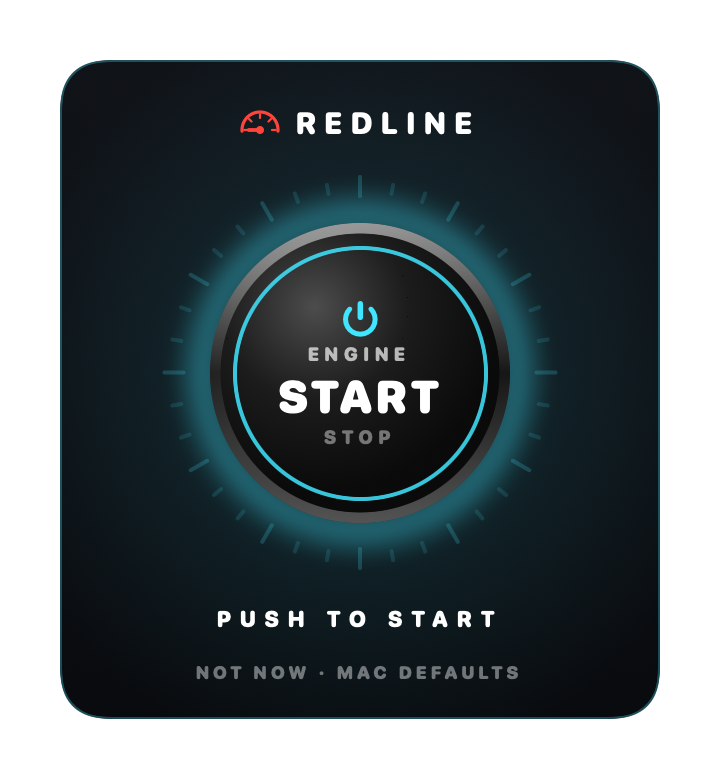 REDLINE
ENGINE
START
STOP
PUSH TO START
NOT NOW · MAC DEFAULTS